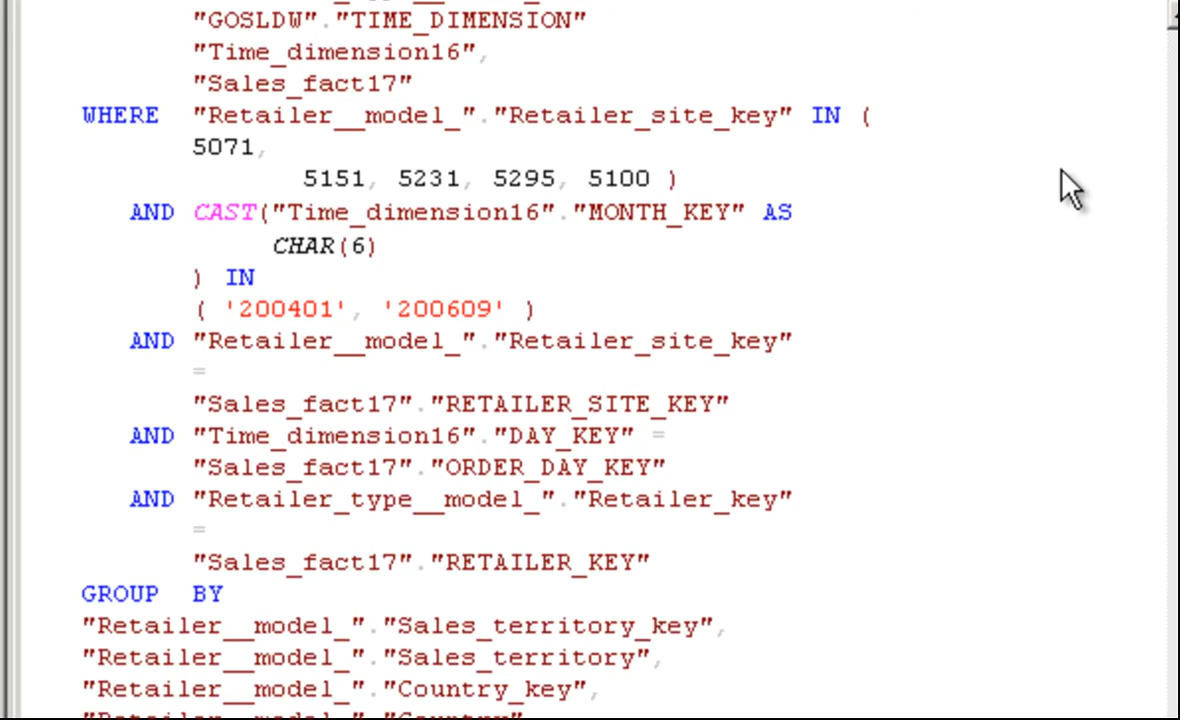 "GOSLDW"."TIME_DIMENSION"
"Time_dimension16",
"Sales_fact17"
WHERE "Retailer__model_"."Retailer_site_key" IN (
5071,
5151, 5231, 5295, 5100 )
AND CAST("Time_dimension16"."MONTH_KEY" AS
CHAR(6)
) IN
( '200401', '200609' )
AND "Retailer__model_"."Retailer_site_key"
=
"Sales_fact17"."RETAILER_SITE_KEY"
AND "Time_dimension16"."DAY_KEY" =
"Sales_fact17"."ORDER_DAY_KEY"
AND "Retailer_type__model_"."Retailer_key"
=
"Sales_fact17"."RETAILER_KEY"
GROUP BY
"Retailer__model_"."Sales_territory_key",
"Retailer__model_"."Sales_territory",
"Retailer__model_"."Country_key",